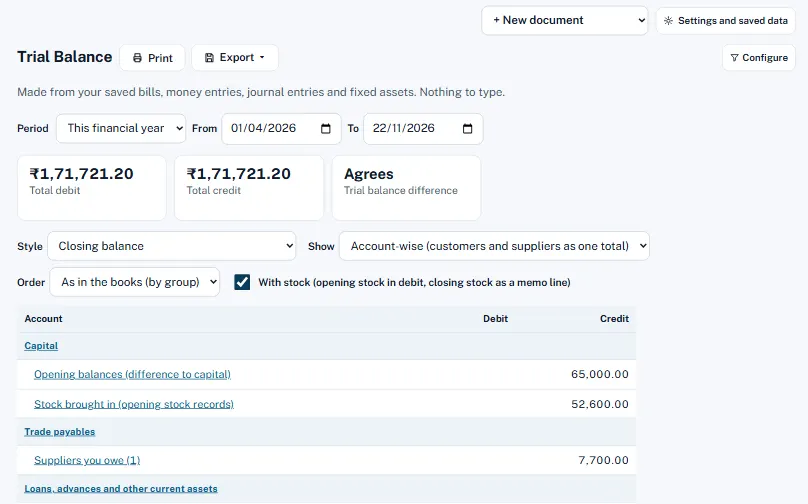 + New document
Settings and saved data
Trial Balance
Print
Export
Configure
Made from your saved bills, money entries, journal entries and fixed assets. Nothing to type.
Period This financial year From 01/04/2026 To 22/11/2026
₹1,71,721.20
Total debit
₹1,71,721.20
Total credit
Agrees
Trial balance difference
Style Closing balance Show Account-wise (customers and suppliers as one total)
Order As in the books (by group) With stock (opening stock in debit, closing stock as a memo line)
Account Debit Credit
Capital
Opening balances (difference to capital) 65,000.00
Stock brought in (opening stock records) 52,600.00
Trade payables
Suppliers you owe (1) 7,700.00
Loans, advances and other current assets